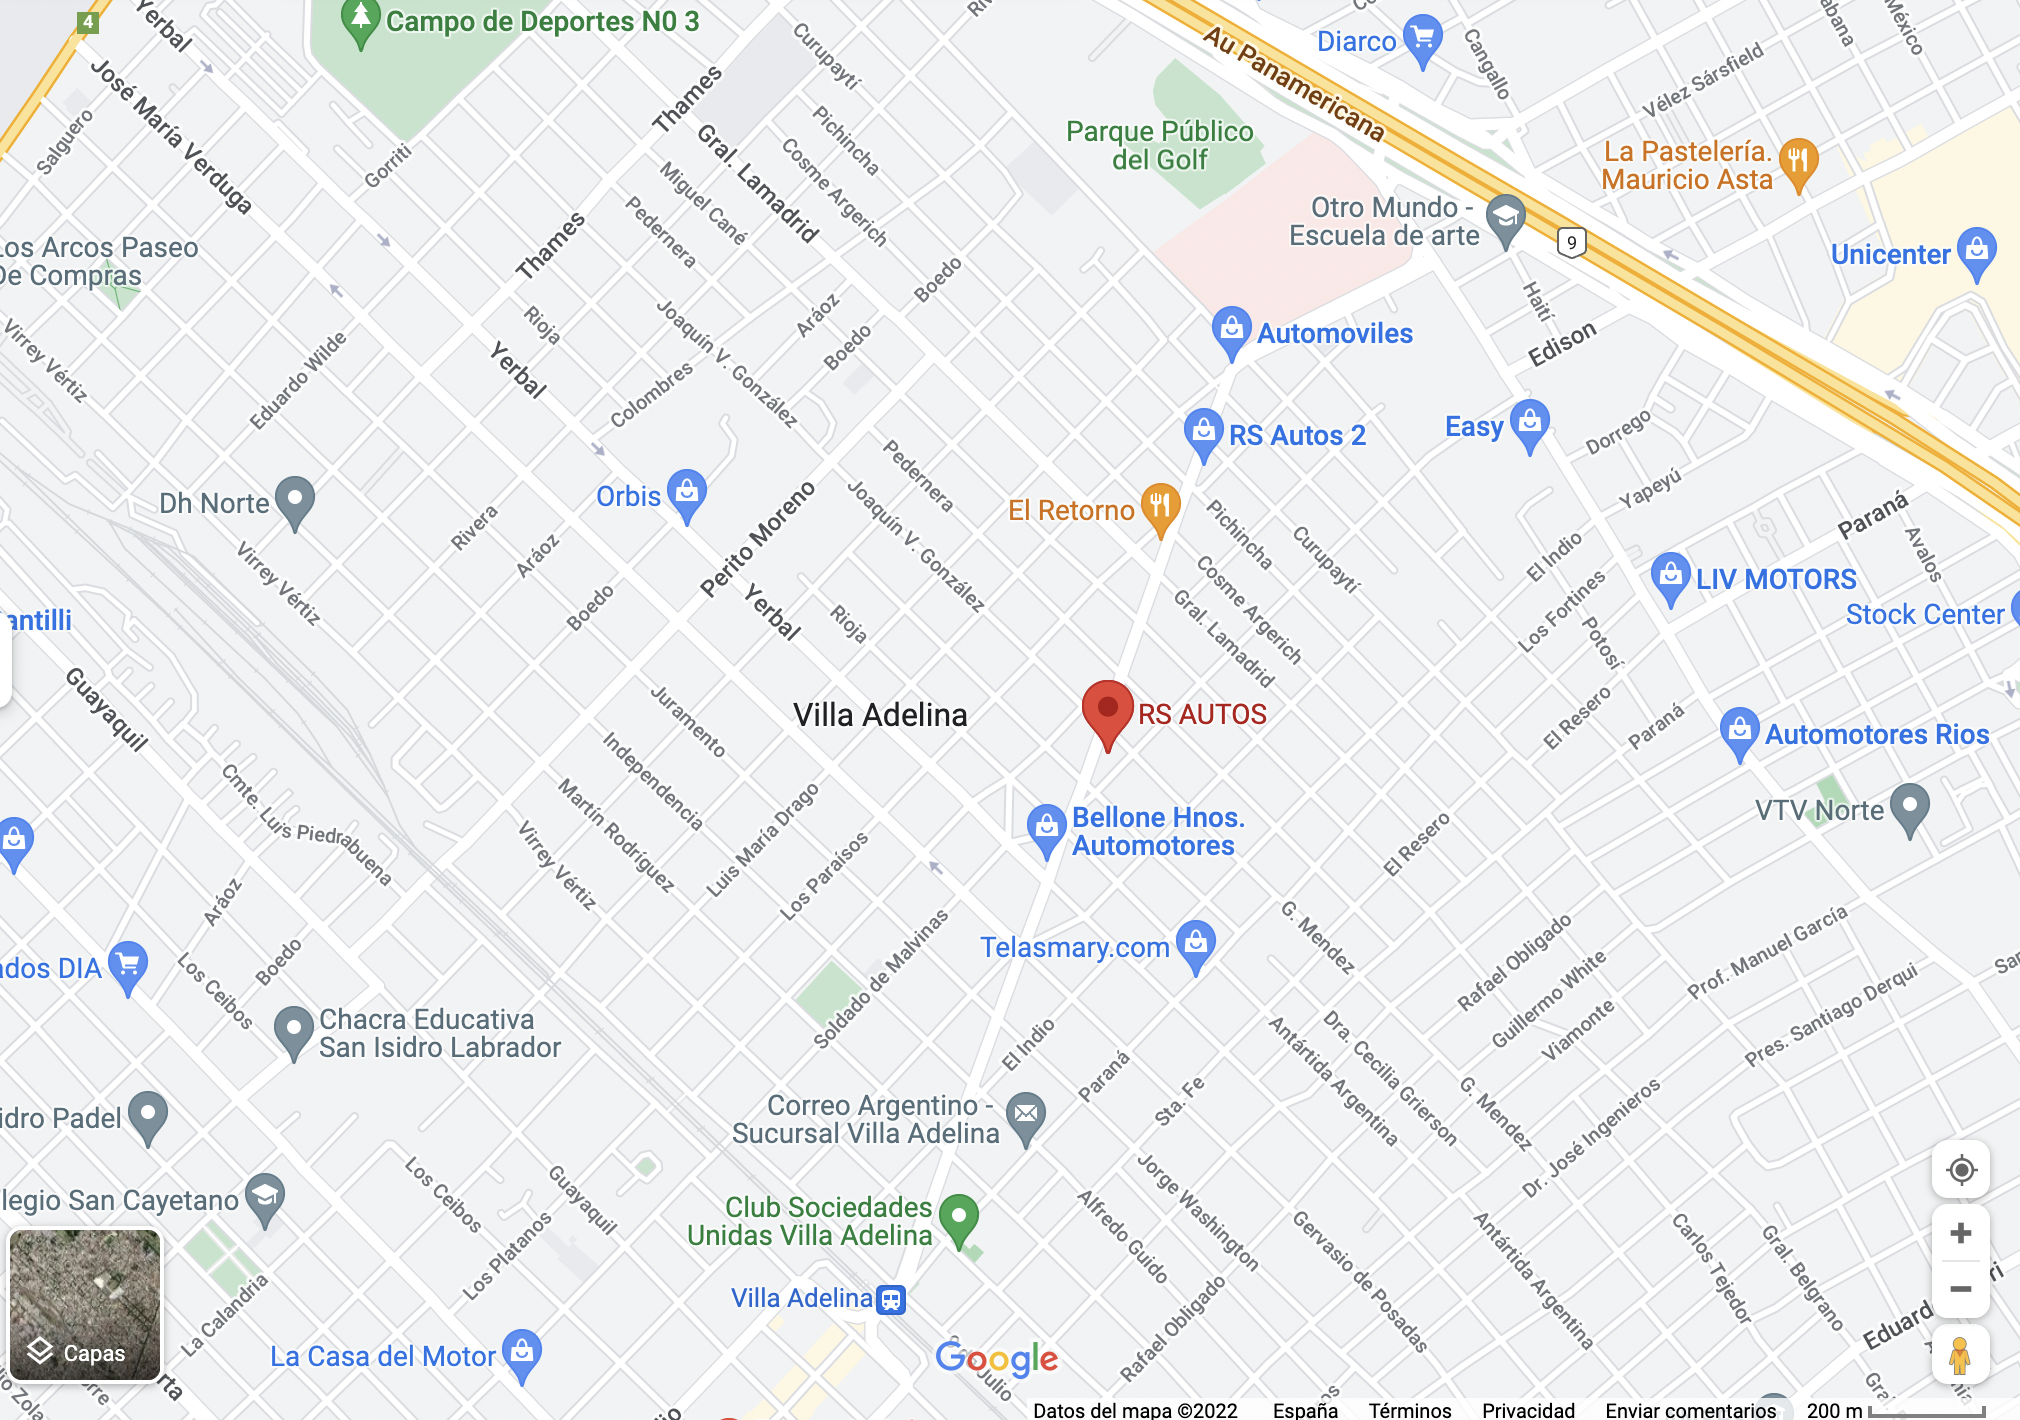 4
Campo de Deportes N0 3
Yerbal
José María Verduga
Salguero
Gorriti
Thames
Curupaytí
Pichincha
Gral. Lamadrid
Cosme Argerich
Miguel Cané
Pedernera
Thames
Boedo
Au Panamericana
Diarco
Cangallo
México
Vélez Sársfield
Parque Público
del Golf
La Pastelería.
Mauricio Asta
Otro Mundo -
Escuela de arte
9
Unicenter
Haití
Edison
Los Arcos Paseo
De Compras
Virrey Vértiz
Eduardo Wilde
Rioja
Yerbal
Joaquín V. González
Aráoz
Boedo
Colombres
Automoviles
RS Autos 2
Easy
Dorrego
Yapeyú
Paraná
Avalos
Dh Norte
Orbis
Rivera
Aráoz
Perito Moreno
Pedernera
Joaquín V. González
El Retorno
Pichincha
Curupaytí
Cosme Argerich
Gral. Lamadrid
El Indio
Los Fortines
LIV MOTORS
Stock Center
Potosí
Virrey Vértiz
Boedo
Yerbal
Rioja
antilli
Guayaquil
Juramento
Villa Adelina
RS AUTOS
El Resero
Paraná
Automotores Rios
VTV Norte
Independencia
Martín Rodríguez
Luis María Drago
Los Paraísos
Virrey Vértiz
Cmte. Luis Piedrabuena
Bellone Hnos.
Automotores
El Resero
Aráoz
Boedo
Los Ceibos
ados DIA
Telasmary.com
Soldado de Malvinas
G. Mendez
Rafael Obligado
Guillermo White
Viamonte
Prof. Manuel García
Pres. Santiago Derqui
Chacra Educativa
San Isidro Labrador
El Indio
Paraná
Sta. Fe
Antártida Argentina
Dra. Cecilia Grierson
G. Mendez
Dr. José Ingenieros
idro Padel
Correo Argentino -
Sucursal Villa Adelina
legio San Cayetano
Los Ceibos
Guayaquil
Los Platanos
Club Sociedades
Unidas Villa Adelina
Alfredo Guido
Jorge Washington
Gervasio de Posadas
Antártida Argentina
Carlos Tejedor
Gral. Belgrano
Villa Adelina
Rafael Obligado
La Calandria
La Casa del Motor
Capas
Google
Julio
Datos del mapa ©2022
España
Términos
Privacidad
Enviar comentarios
200 m